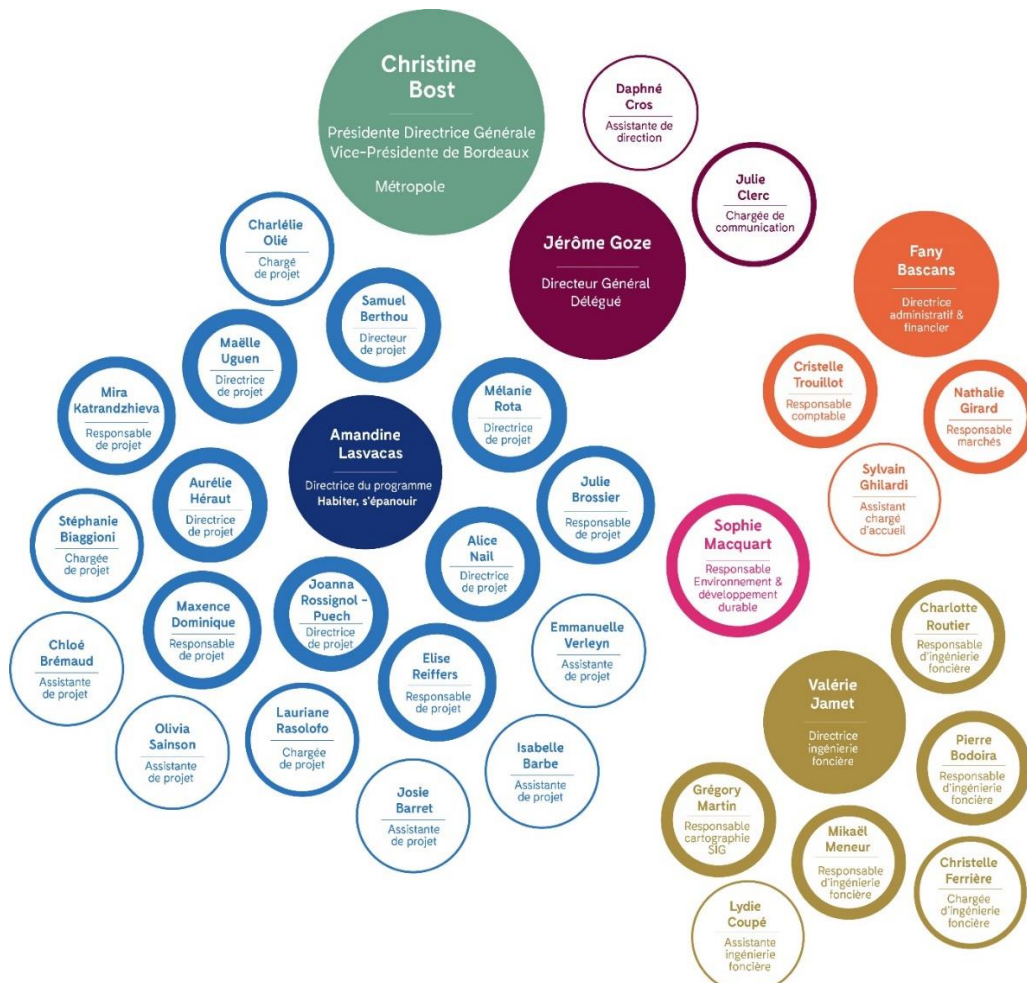 Christine
Bost
Présidente Directrice Générale
Vice-Présidente de Bordeaux
Métropole
Daphné
Cros
Assistante de
direction
Julie
Clerc
Chargée de
communication
Jérôme Goze
Directeur Général
Délégué
Fany
Bascans
Directrice
administratif &
financier
Cristelle
Trouillot
Responsable
comptable
Nathalie
Girard
Responsable
marchés
Sylvain
Ghilardi
Assistant
chargé
d'accueil
Charlélie
Olié
Chargé
de projet
Samuel
Berthou
Directeur
de projet
Maëlle
Uguen
Directrice
de projet
Mira
Katrandzhieva
Responsable
de projet
Mélanie
Rota
Directrice
de projet
Amandine
Lasvacas
Directrice du programme
Habiter, s'épanouir
Aurélie
Héraut
Directrice
de projet
Julie
Brossier
Responsable
de projet
Stéphanie
Biaggioni
Chargée
de projet
Alice
Nail
Directrice
de projet
Sophie
Macquart
Responsable
Environnement &
développement
durable
Maxence
Dominique
Responsable
de projet
Joanna
Rossignol -
Puech
Directrice
de projet
Chloé
Brémaud
Assistante
de projet
Elise
Reiffers
Responsable
de projet
Emmanuelle
Verleyn
Assistante
de projet
Olivia
Sainson
Assistante
de projet
Lauriane
Rasolofo
Chargée
de projet
Isabelle
Barbe
Assistante
de projet
Josie
Barret
Assistante
de projet
Charlotte
Routier
Responsable
d'ingénierie
foncière
Valérie
Jamet
Directrice
ingénierie
foncière
Pierre
Bodoira
Responsable
d'ingénierie
foncière
Grégory
Martin
Responsable
cartographie
SIG
Mikaël
Meneur
Responsable
d'ingénierie
foncière
Christelle
Ferrière
Chargée
d'ingénierie
foncière
Lydie
Coupé
Assistante
ingénierie
foncière